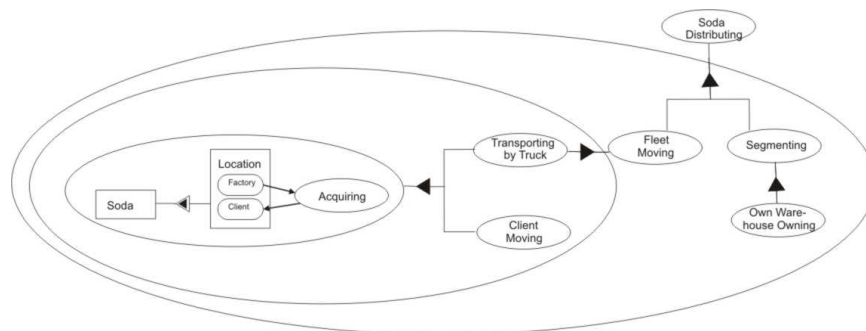 Soda
Distributing
Transporting
by Truck
Fleet
Moving
Segmenting
Location
Factory
Soda
Client
Acquiring
Client
Moving
Own Ware-
house Owning